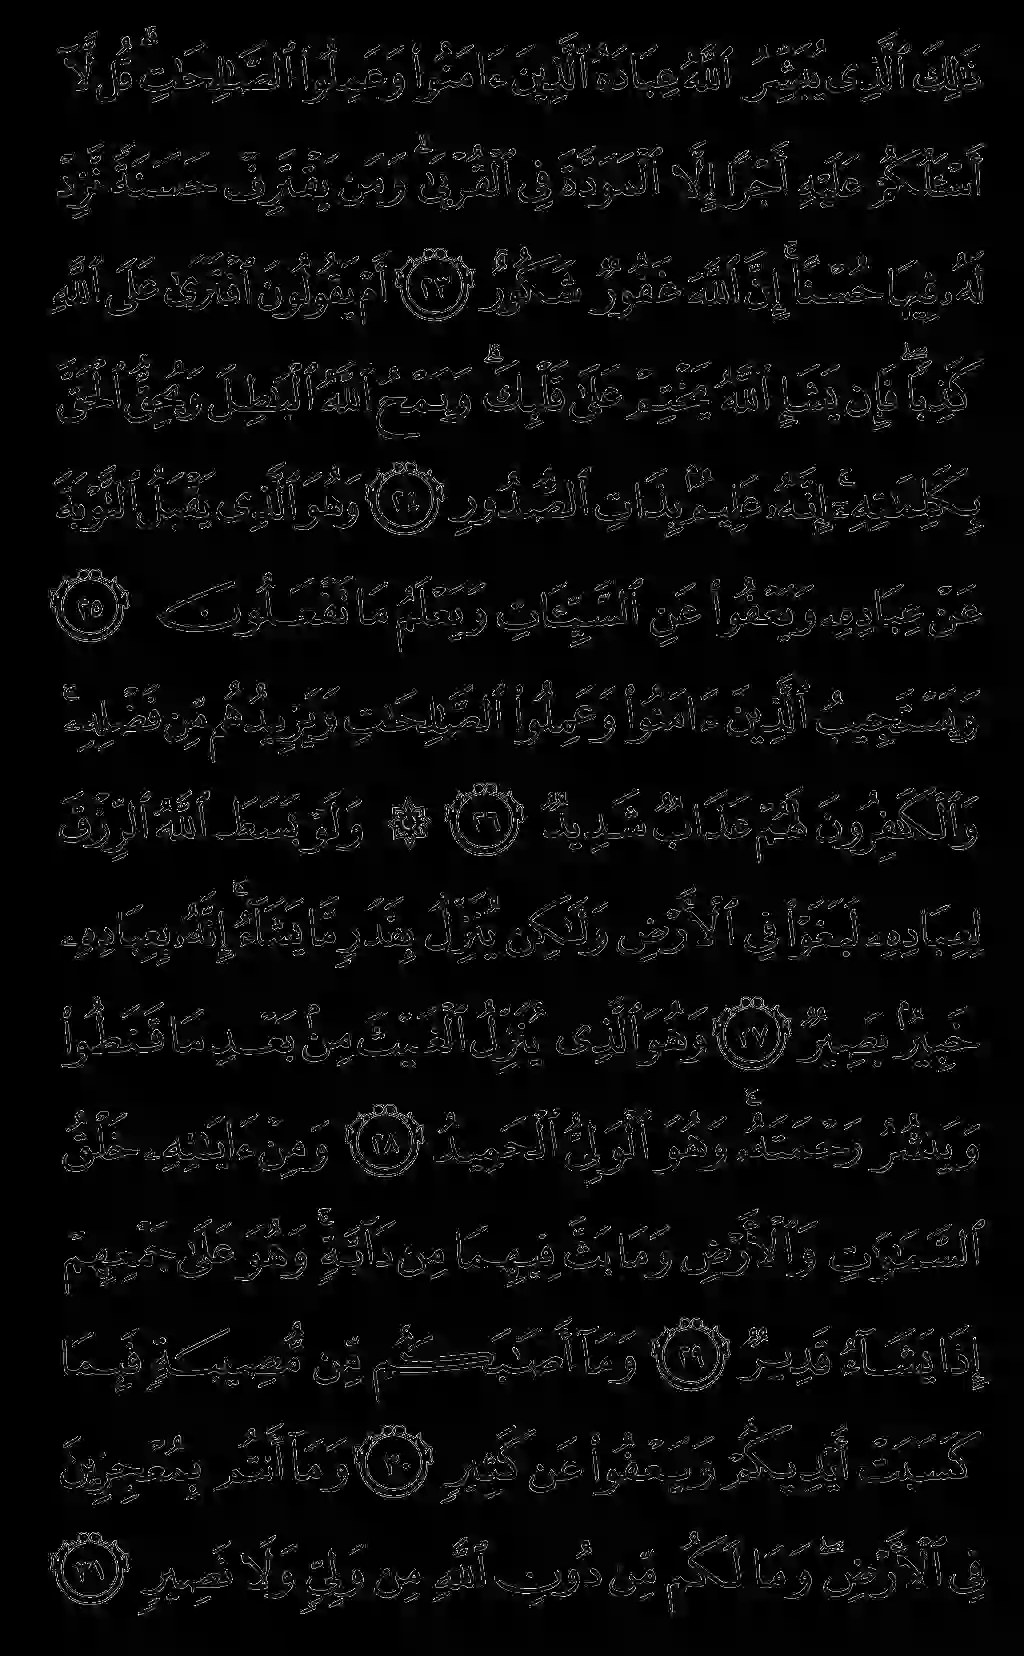 ذَٰلِكَ ٱلَّذِى يُبَشِّرُ ٱللَّهُ عِبَادَهُ ٱلَّذِينَ ءَامَنُوا۟ وَعَمِلُوا۟ ٱلصَّـٰلِحَـٰتِ ۗ قُل لَّآ
أَسْـَٔلُكُمْ عَلَيْهِ أَجْرًا إِلَّا ٱلْمَوَدَّةَ فِى ٱلْقُرْبَىٰ ۗ وَمَن يَقْتَرِفْ حَسَنَةً نَّزِدْ
لَهُۥ فِيهَا حُسْنًا ۚ إِنَّ ٱللَّهَ غَفُورٌ شَكُورٌ ٢٣ أَمْ يَقُولُونَ ٱفْتَرَىٰ عَلَى ٱللَّهِ
كَذِبًا ۖ فَإِن يَشَإِ ٱللَّهُ يَخْتِمْ عَلَىٰ قَلْبِكَ ۗ وَيَمْحُ ٱللَّهُ ٱلْبَـٰطِلَ وَيُحِقُّ ٱلْحَقَّ
بِكَلِمَـٰتِهِۦٓ ۚ إِنَّهُۥ عَلِيمٌۢ بِذَاتِ ٱلصُّدُورِ ٢٤ وَهُوَ ٱلَّذِى يَقْبَلُ ٱلتَّوْبَةَ
عَنْ عِبَادِهِۦ وَيَعْفُوا۟ عَنِ ٱلسَّيِّـَٔاتِ وَيَعْلَمُ مَا تَفْعَلُونَ ٢٥
وَيَسْتَجِيبُ ٱلَّذِينَ ءَامَنُوا۟ وَعَمِلُوا۟ ٱلصَّـٰلِحَـٰتِ وَيَزِيدُهُم مِّن فَضْلِهِۦ ۚ
وَٱلْكَـٰفِرُونَ لَهُمْ عَذَابٌ شَدِيدٌ ٢٦ ۞ وَلَوْ بَسَطَ ٱللَّهُ ٱلرِّزْقَ
لِعِبَادِهِۦ لَبَغَوْا۟ فِى ٱلْأَرْضِ وَلَـٰكِن يُنَزِّلُ بِقَدَرٍ مَّا يَشَآءُ ۚ إِنَّهُۥ بِعِبَادِهِۦ
خَبِيرٌۢ بَصِيرٌ ٢٧ وَهُوَ ٱلَّذِى يُنَزِّلُ ٱلْغَيْثَ مِنۢ بَعْدِ مَا قَنَطُوا۟
وَيَنشُرُ رَحْمَتَهُۥ ۚ وَهُوَ ٱلْوَلِىُّ ٱلْحَمِيدُ ٢٨ وَمِنْ ءَايَـٰتِهِۦ خَلْقُ
ٱلسَّمَـٰوَٰتِ وَٱلْأَرْضِ وَمَا بَثَّ فِيهِمَا مِن دَآبَّةٍ ۚ وَهُوَ عَلَىٰ جَمْعِهِمْ
إِذَا يَشَآءُ قَدِيرٌ ٢٩ وَمَآ أَصَـٰبَكُم مِّن مُّصِيبَةٍ فَبِمَا
كَسَبَتْ أَيْدِيكُمْ وَيَعْفُوا۟ عَن كَثِيرٍ ٣٠ وَمَآ أَنتُم بِمُعْجِزِينَ
فِى ٱلْأَرْضِ ۖ وَمَا لَكُم مِّن دُونِ ٱللَّهِ مِن وَلِىٍّ وَلَا نَصِيرٍ ٣١